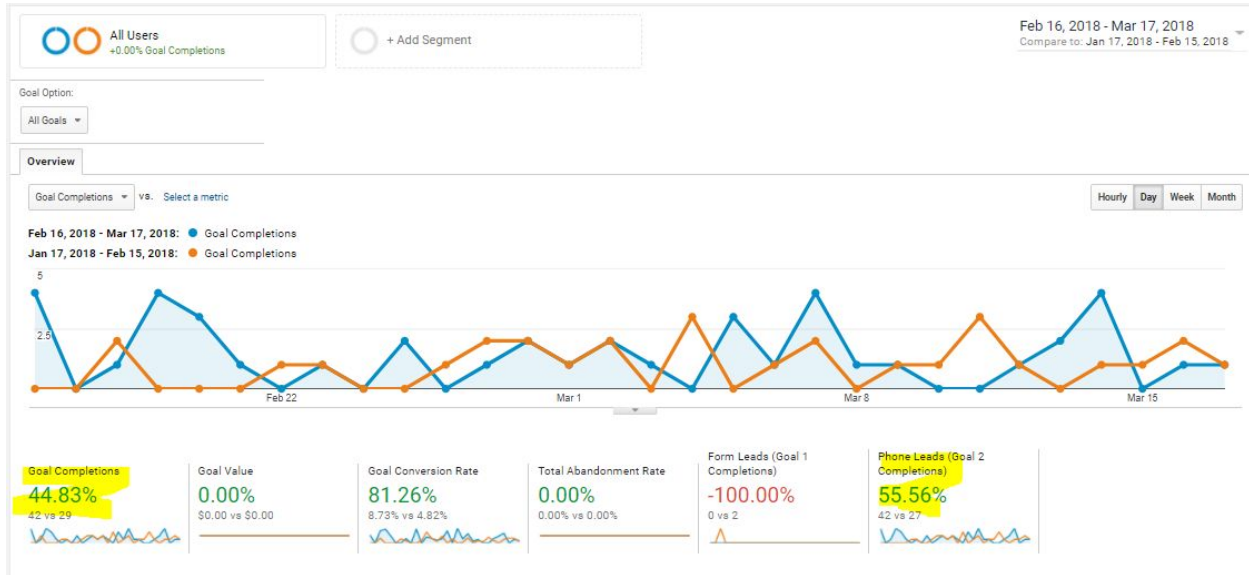 All Users
+0.00% Goal Completions
+ Add Segment
Feb 16, 2018 - Mar 17, 2018
Compare to: Jan 17, 2018 - Feb 15, 2018
Goal Option:
All Goals
Overview
Goal Completions vs. Select a metric
Hourly Day Week Month
Feb 16, 2018 - Mar 17, 2018: Goal Completions
Jan 17, 2018 - Feb 15, 2018: Goal Completions
5
2.5
Feb 22 Mar 1 Mar 8 Mar 15
Goal Completions
44.83%
42 vs 29
Goal Value
0.00%
$0.00 vs $0.00
Goal Conversion Rate
81.26%
8.73% vs 4.82%
Total Abandonment Rate
0.00%
0.00% vs 0.00%
Form Leads (Goal 1
Completions)
-100.00%
0 vs 2
Phone Leads (Goal 2
Completions)
55.56%
42 vs 27